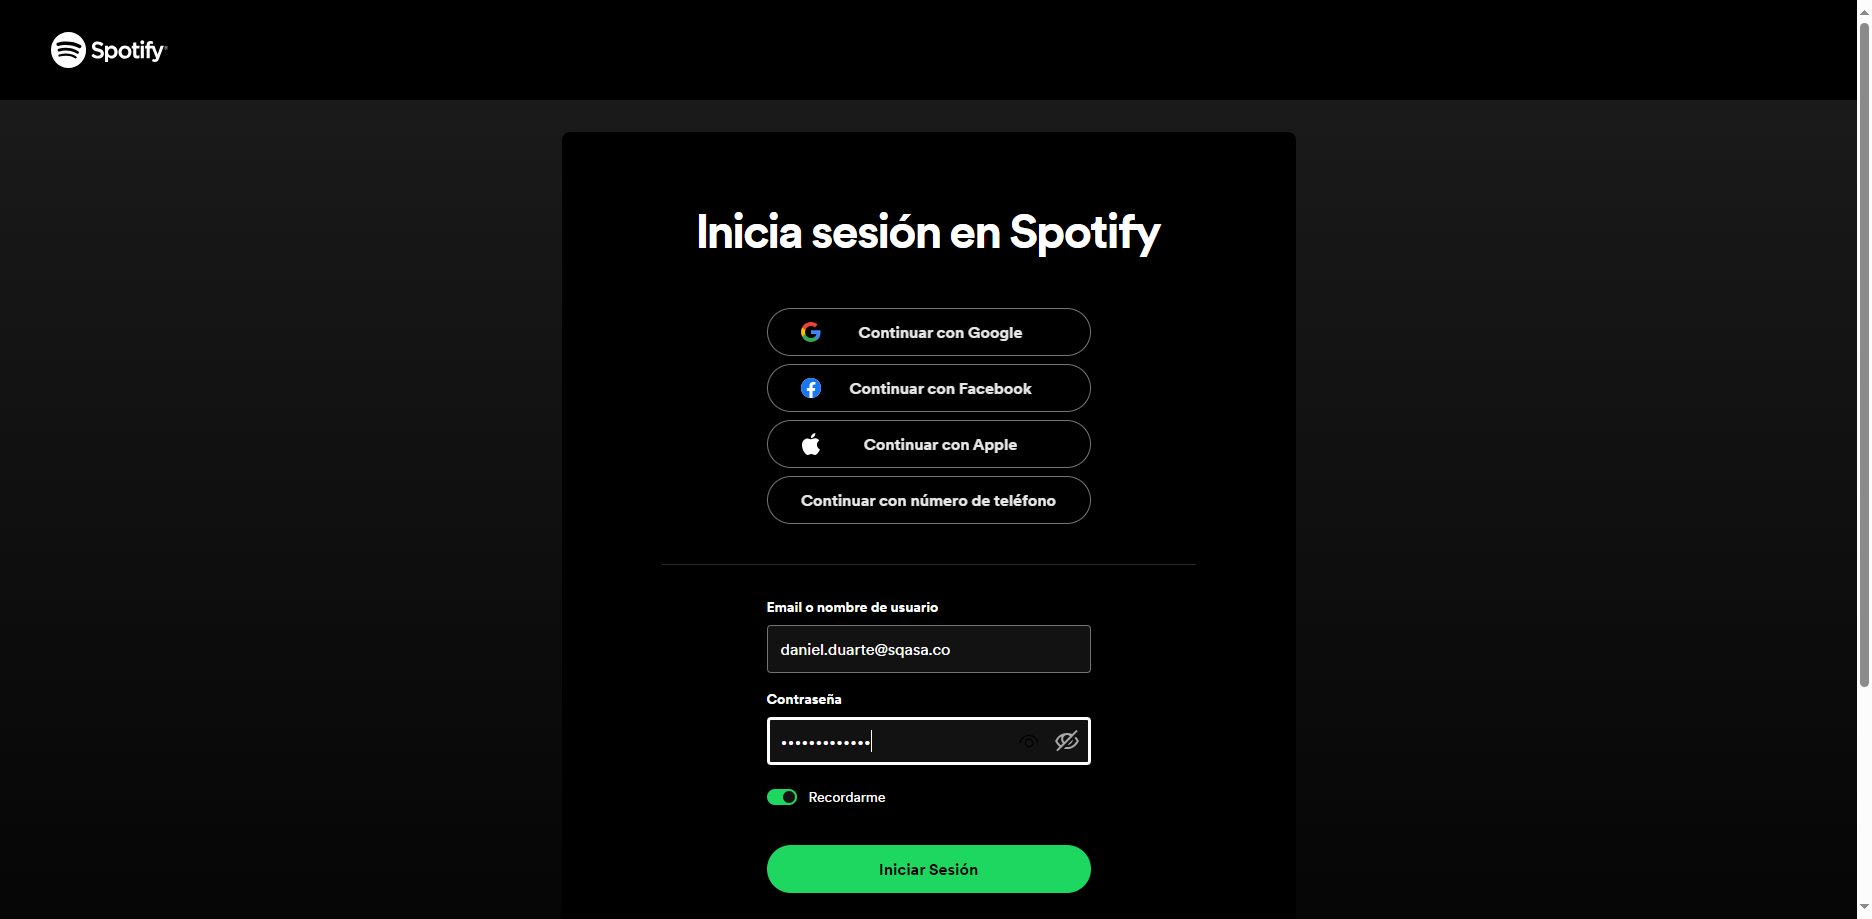 Spotify
Inicia sesión en Spotify
Continuar con Google
Continuar con Facebook
Continuar con Apple
Continuar con número de teléfono
Email o nombre de usuario
daniel.duarte@sqasa.co
Contraseña
•••••••••••••
Recordarme
Iniciar Sesión